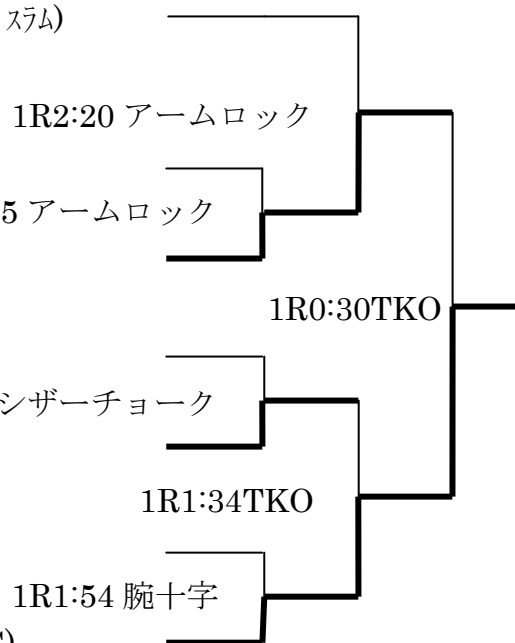 スラム)
1R2:20 アームロック
5 アームロック
1R0:30TKO
シザーチョーク
1R1:34TKO
1R1:54 腕十字